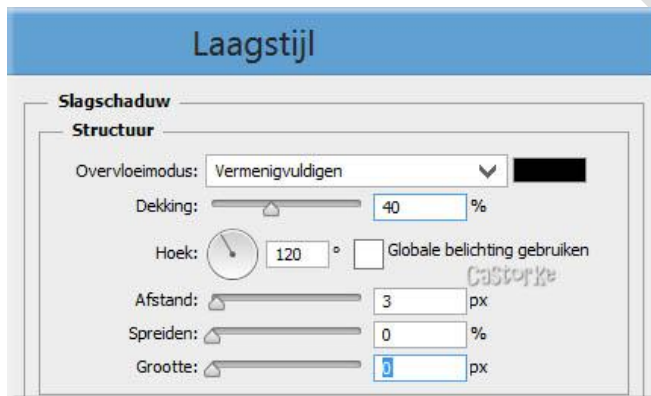 Laagstijl
Slagschaduw
Structuur
Overvloeimodus: Vermenigvuldigen
Dekking: 40 %
Hoek: 120 ° Globale belichting gebruiken
Castorke
Afstand: 3 px
Spreiden: 0 %
Grootte: 0 px